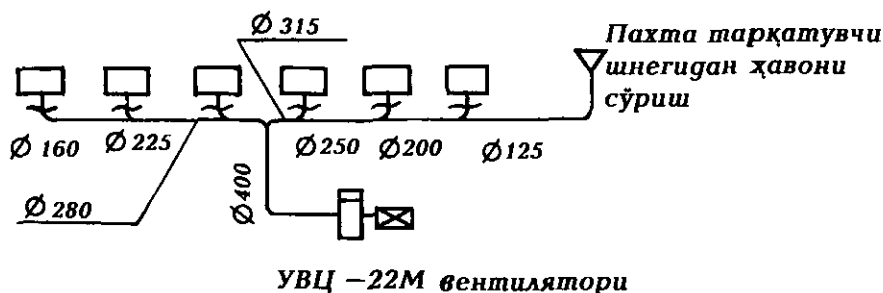 Ø 315
Пахта тарқатувчи
шнегидан ҳавони
сўриш
Ø 160
Ø 225
Ø 250
Ø 200
Ø 125
Ø 280
Ø 400
УВЦ –22М вентилятори